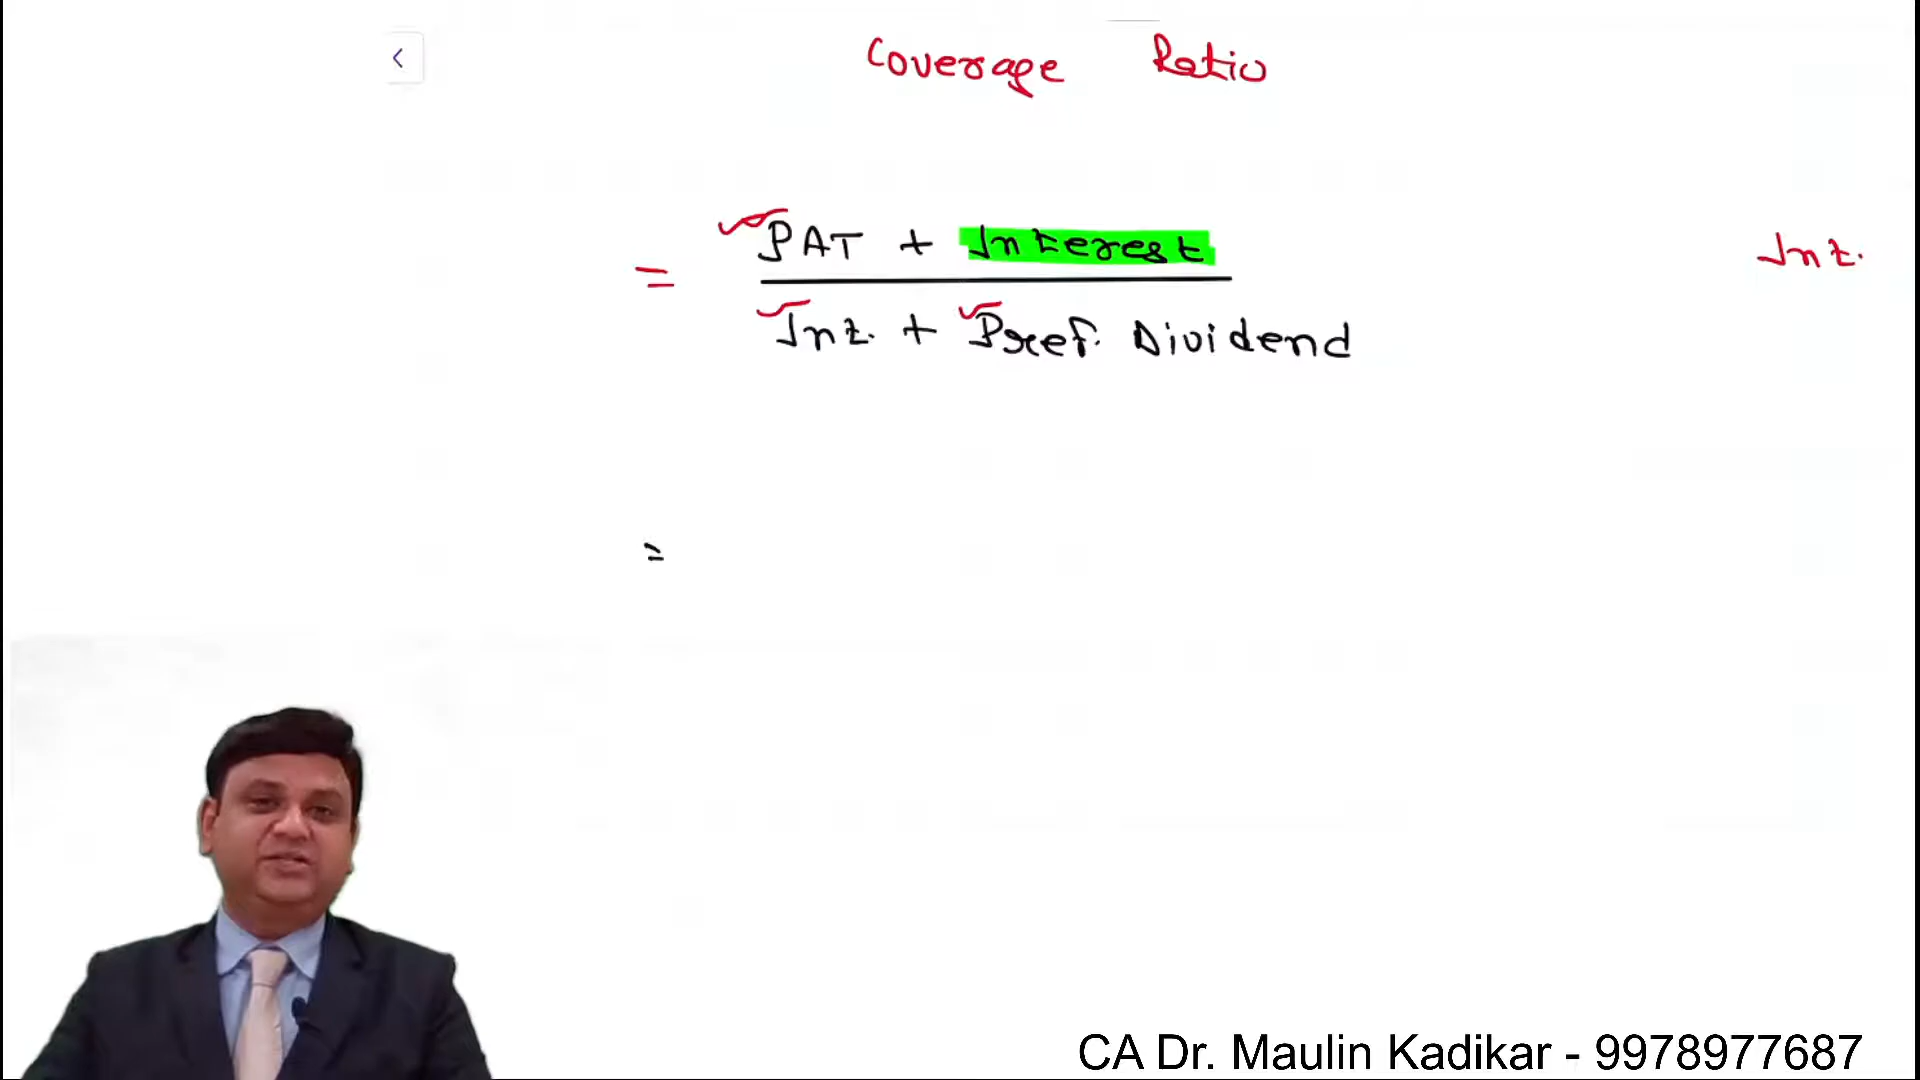 Coverage Ratio
= PAT + Interest
Int.
Int. + Pref. Dividend
=
CA Dr. Maulin Kadikar - 9978977687